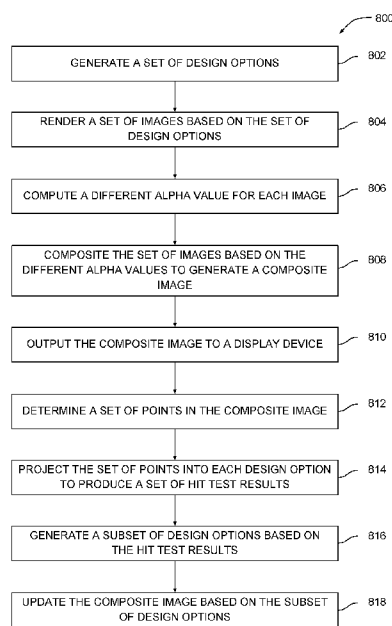 800
GENERATE A SET OF DESIGN OPTIONS
802
RENDER A SET OF IMAGES BASED ON THE SET OF
DESIGN OPTIONS
804
COMPUTE A DIFFERENT ALPHA VALUE FOR EACH IMAGE
806
COMPOSITE THE SET OF IMAGES BASED ON THE
DIFFERENT ALPHA VALUES TO GENERATE A COMPOSITE
IMAGE
808
OUTPUT THE COMPOSITE IMAGE TO A DISPLAY DEVICE
810
DETERMINE A SET OF POINTS IN THE COMPOSITE IMAGE
812
PROJECT THE SET OF POINTS INTO EACH DESIGN OPTION
TO PRODUCE A SET OF HIT TEST RESULTS
814
GENERATE A SUBSET OF DESIGN OPTIONS BASED ON
THE HIT TEST RESULTS
816
UPDATE THE COMPOSITE IMAGE BASED ON THE SUBSET
OF DESIGN OPTIONS
818